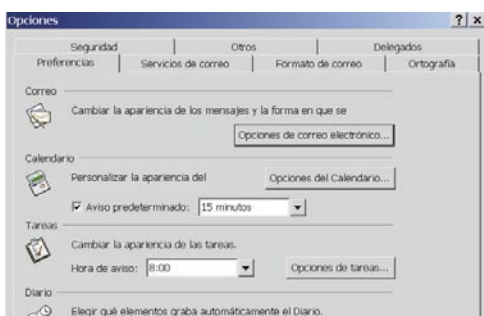 Opciones
Seguridad Otros Delegados
Preferencias Servicios de correo Formato de correo Ortografía
Correo
Cambiar la apariencia de los mensajes y la forma en que se
Opciones de correo electrónico...
Calendario
Personalizar la apariencia del Opciones del Calendario...
Aviso predeterminado: 15 minutos
Tareas
Cambiar la apariencia de las tareas.
Hora de aviso: 8:00 Opciones de tareas...
Diario
Elegir qué elementos graba automáticamente el Diario.